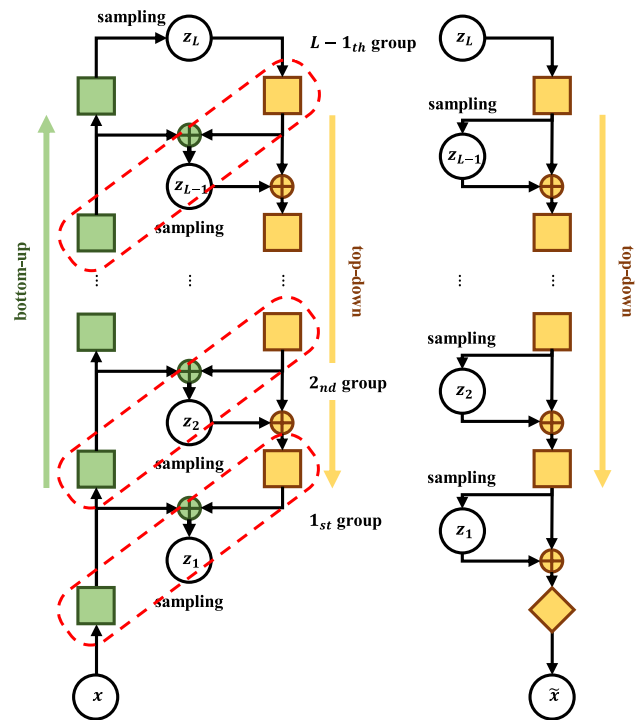 sampling
z_L
L − 1_th group
z_L
sampling
z_{L−1}
z_{L−1}
sampling
bottom-up
top-down
top-down
...
...
...
...
...
sampling
2_nd group
z_2
z_2
sampling
sampling
1_st group
z_1
z_1
sampling
x
x̃